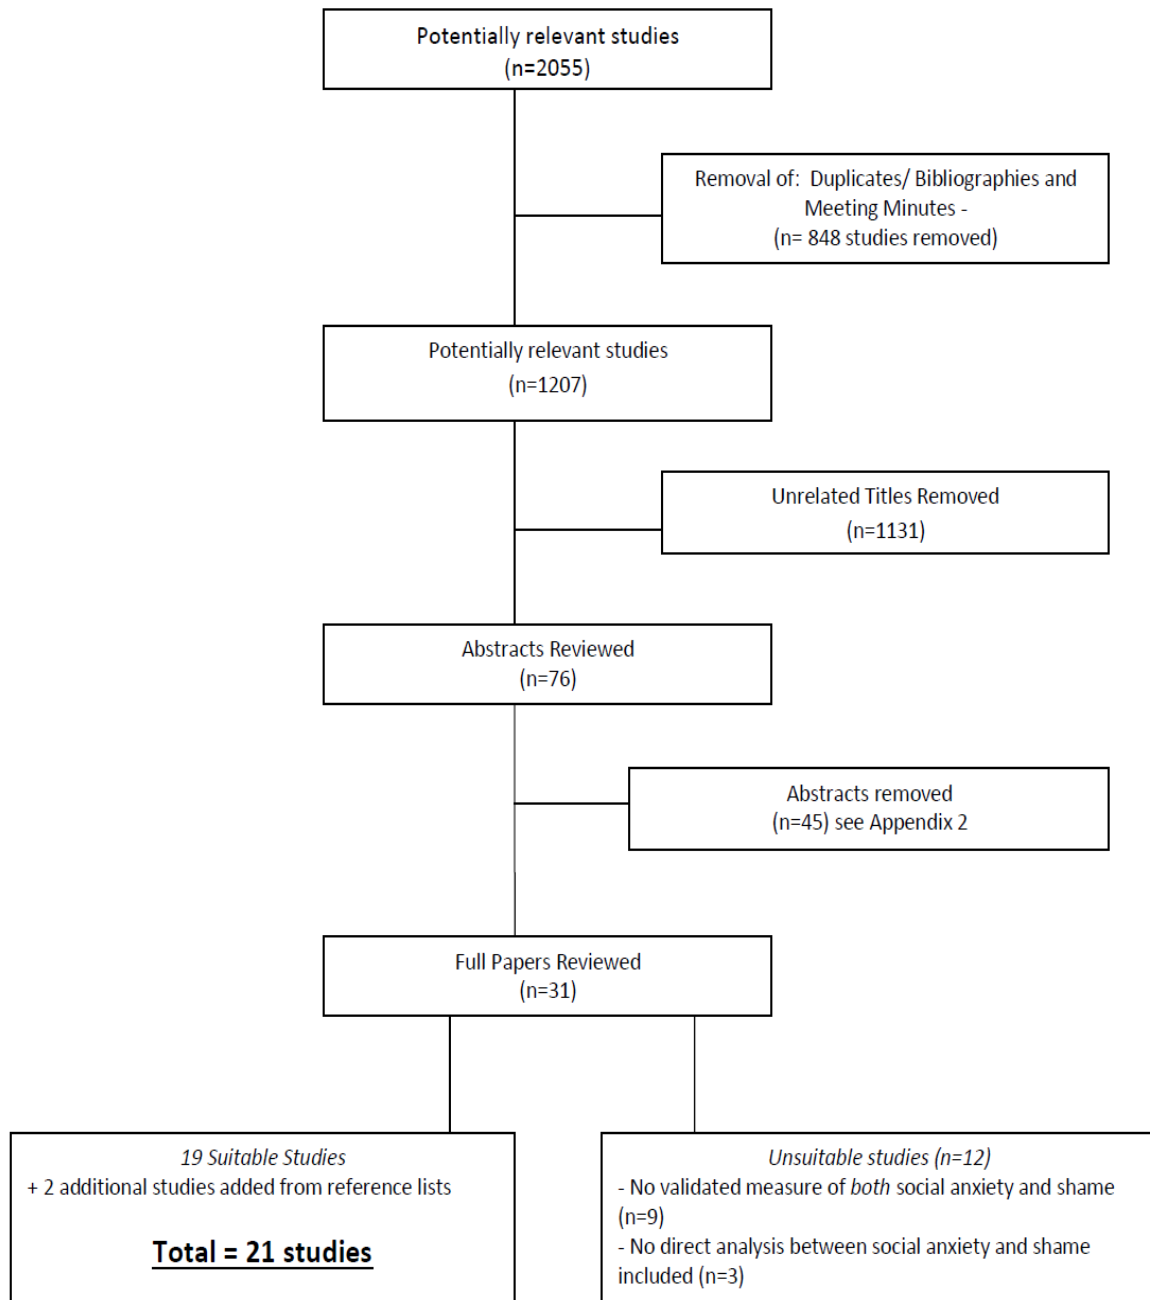 Potentially relevant studies
(n=2055)
Removal of:  Duplicates/ Bibliographies and
Meeting Minutes -
(n= 848 studies removed)
Potentially relevant studies
(n=1207)
Unrelated Titles Removed
(n=1131)
Abstracts Reviewed
(n=76)
Abstracts removed
(n=45) see Appendix 2
Full Papers Reviewed
(n=31)
19 Suitable Studies
+ 2 additional studies added from reference lists
Total = 21 studies
Unsuitable studies (n=12)
- No validated measure of both social anxiety and shame
(n=9)
- No direct analysis between social anxiety and shame
included (n=3)